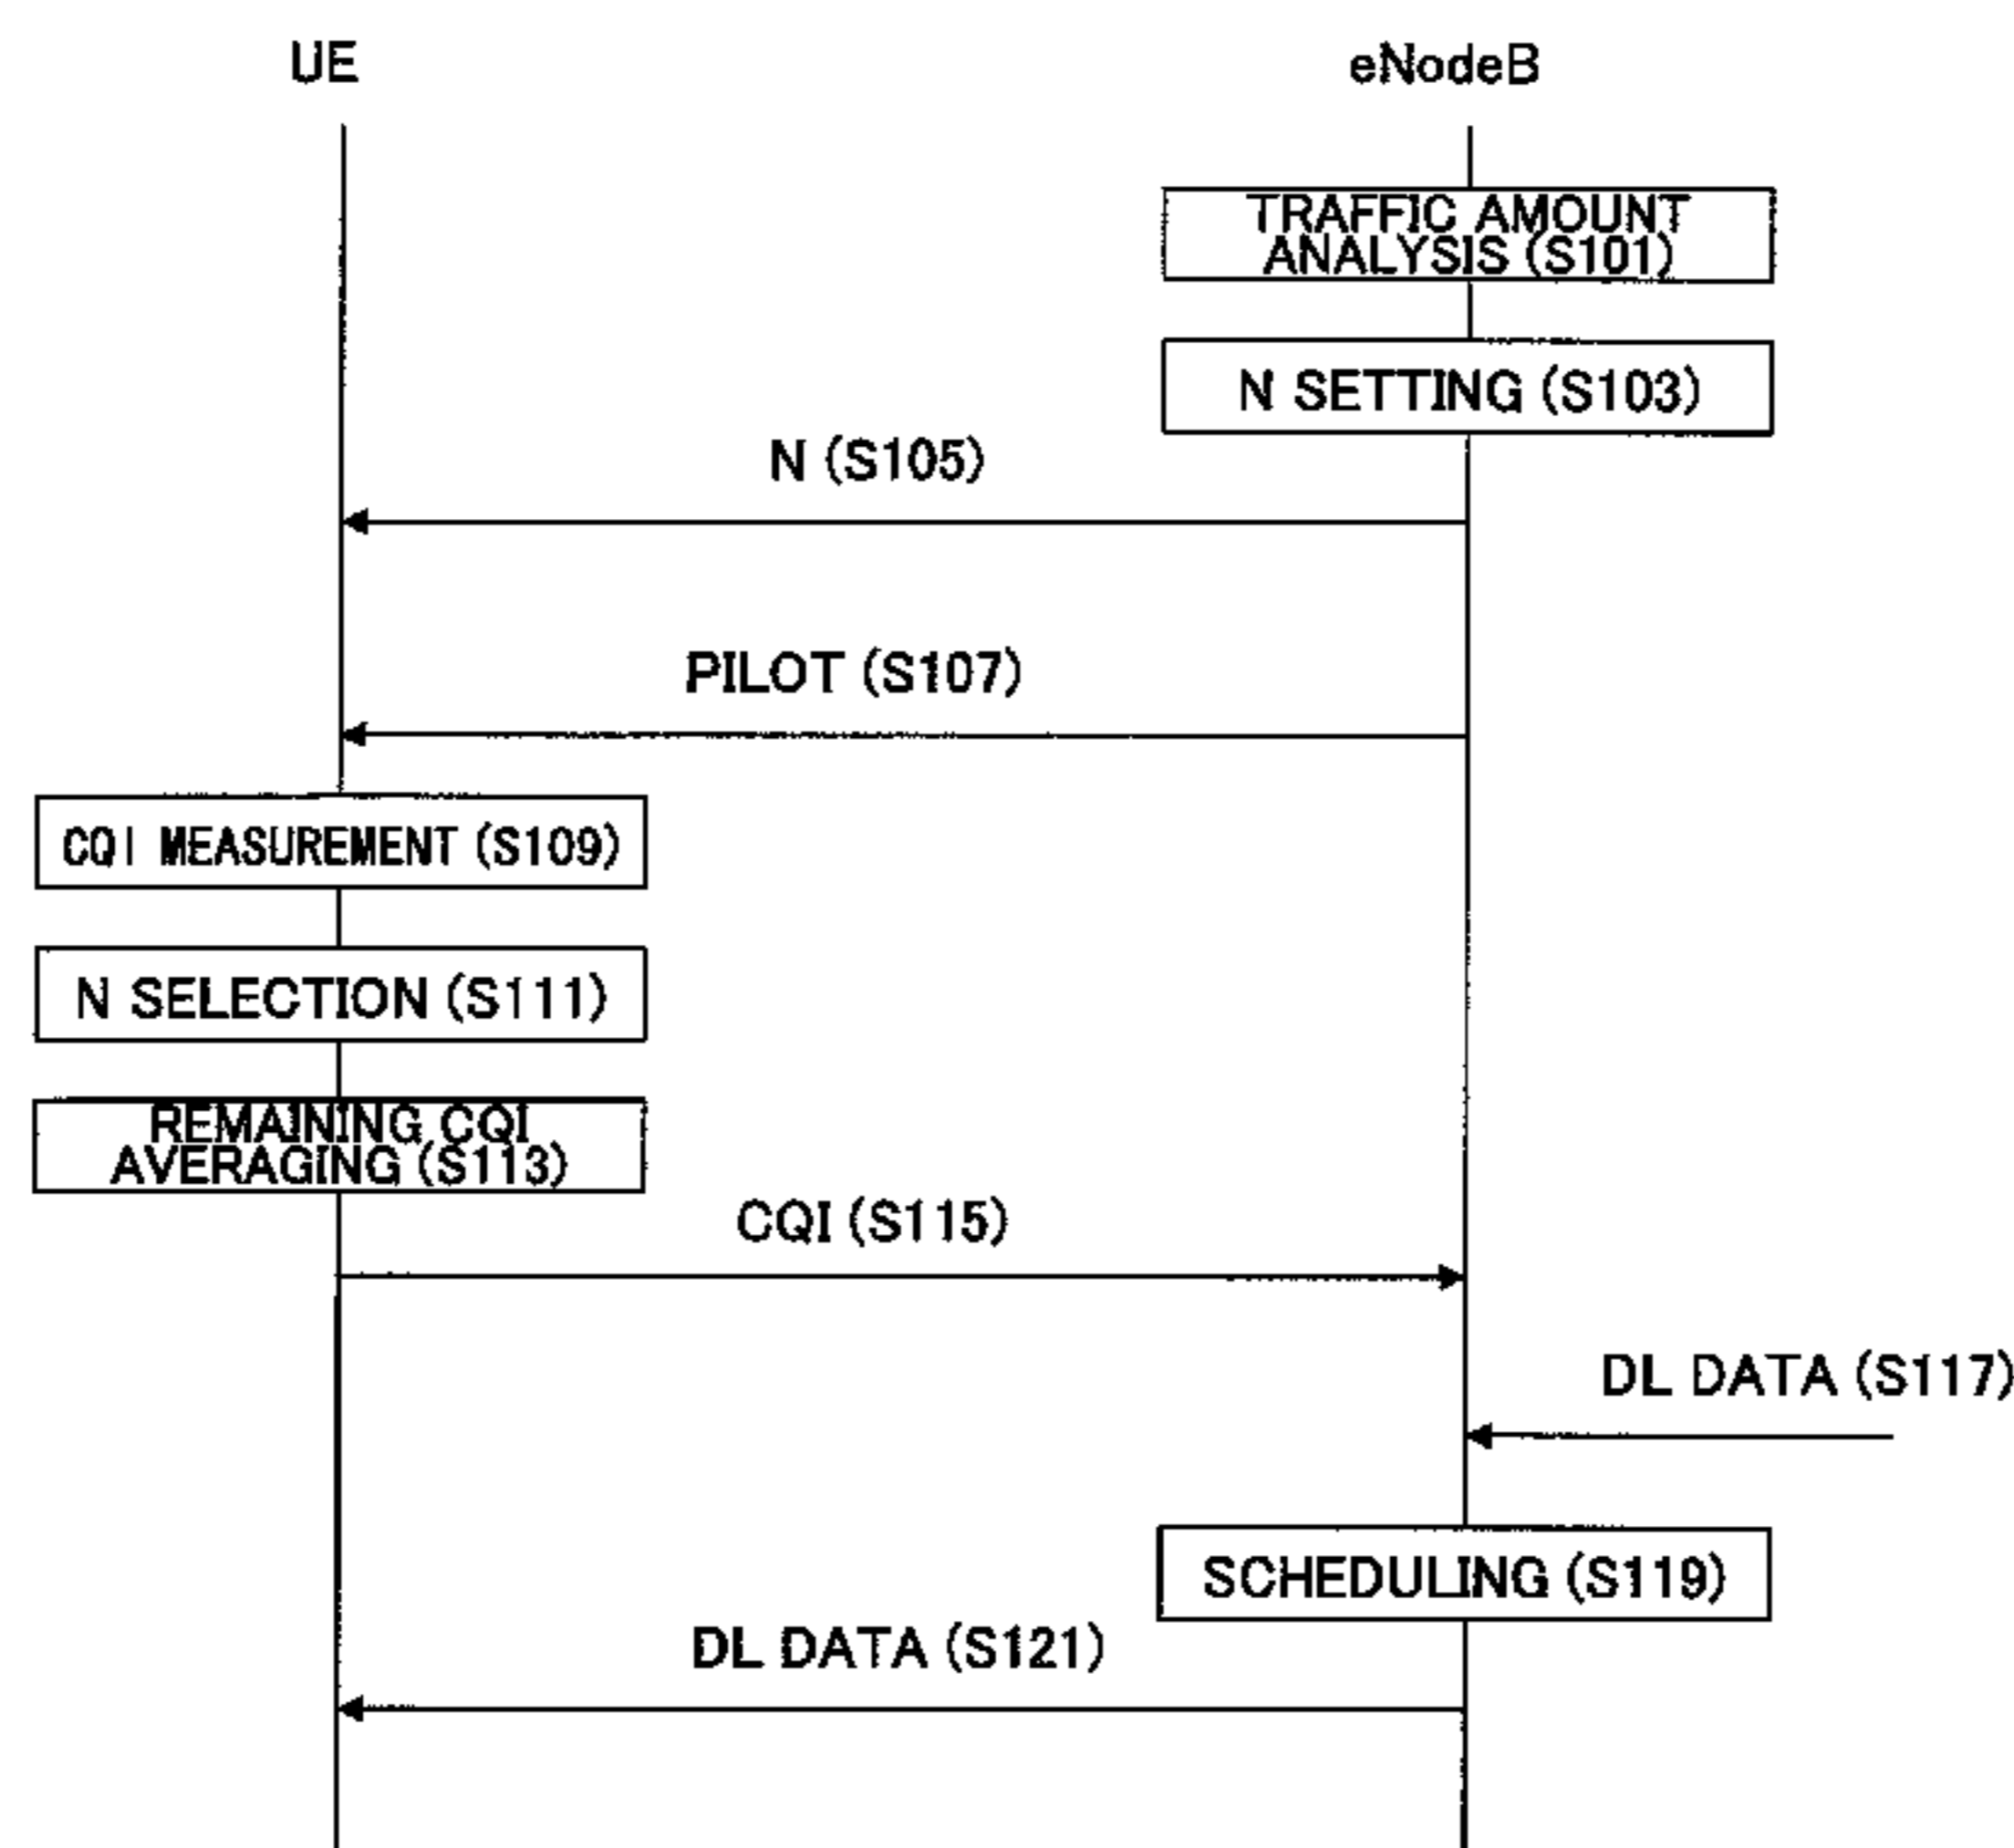 UE
eNodeB
TRAFFIC AMOUNT
ANALYSIS (S101)
N SETTING (S103)
N (S105)
PILOT (S107)
CQI MEASUREMENT (S109)
N SELECTION (S111)
REMAINING CQI
AVERAGING (S113)
CQI (S115)
DL DATA (S117)
SCHEDULING (S119)
DL DATA (S121)